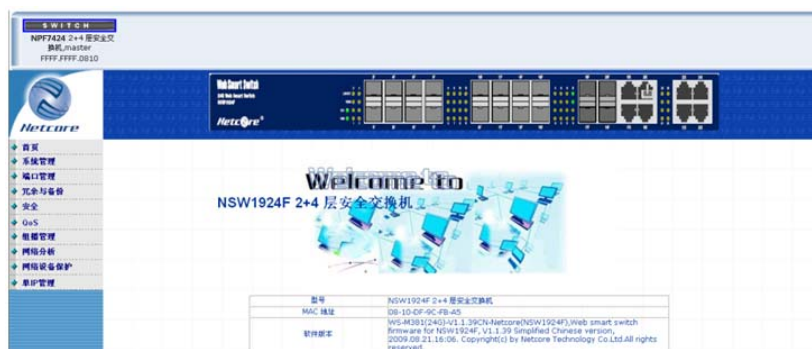 SWITCH
NPF7424 2+4 层安全交
换机,master
FFFF.FFFF.0810
Web Smart Switch
Netcore
Netcore
首页
系统管理
端口管理
冗余与备份
安全
QoS
组播管理
网络分析
网络设备保护
单IP管理
Welcome to
NSW1924F 2+4 层安全交换机
型号 NSW1924F 2+4 层安全交换机
MAC 地址 08-10-DF-9C-FB-A5
软件版本 WS-M381(24G)-V1.1.39CN-Netcore(NSW1924F),Web smart switch
firmware for NSW1924F, V1.1.39 Simplified Chinese version,
2009.08.21.16:06. Copyright(c) by Netcore Technology Co.Ltd.All rights
reserved.